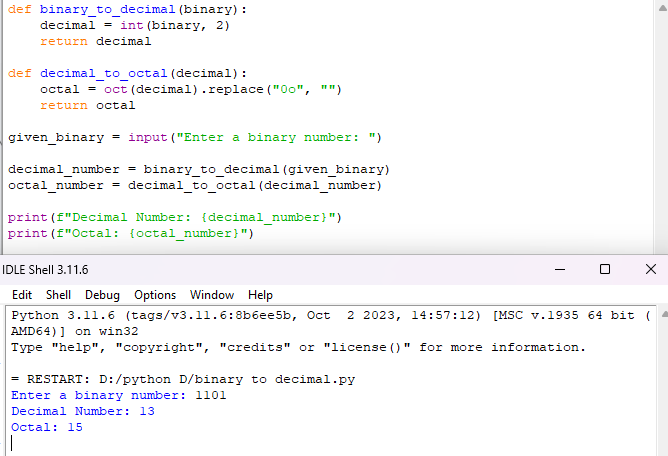 def binary_to_decimal(binary):
    decimal = int(binary, 2)
    return decimal

def decimal_to_octal(decimal):
    octal = oct(decimal).replace("0o", "")
    return octal

given_binary = input("Enter a binary number: ")

decimal_number = binary_to_decimal(given_binary)
octal_number = decimal_to_octal(decimal_number)

print(f"Decimal Number: {decimal_number}")
print(f"Octal: {octal_number}")
IDLE Shell 3.11.6
File Edit Shell Debug Options Window Help
Python 3.11.6 (tags/v3.11.6:8b6ee5b, Oct  2 2023, 14:57:12) [MSC v.1935 64 bit (
AMD64)] on win32
Type "help", "copyright", "credits" or "license()" for more information.

= RESTART: D:/python D/binary to decimal.py
Enter a binary number: 1101
Decimal Number: 13
Octal: 15